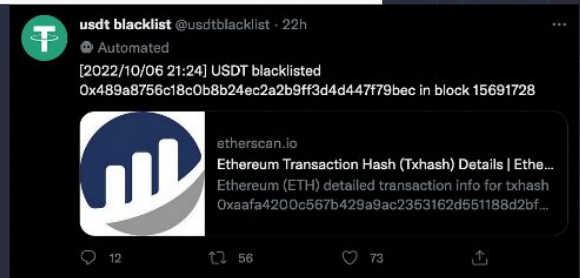 usdt blacklist @usdtblacklist · 22h
Automated
[2022/10/06 21:24] USDT blacklisted
0x489a8756c18c0b8b24ec2a2b9ff3d4d447f79bec in block 15691728
etherscan.io
Ethereum Transaction Hash (Txhash) Details | Ethe...
Ethereum (ETH) detailed transaction info for txhash
0xaafa4200c567b429a9ac2353162d551188d2bf...
12 56 73